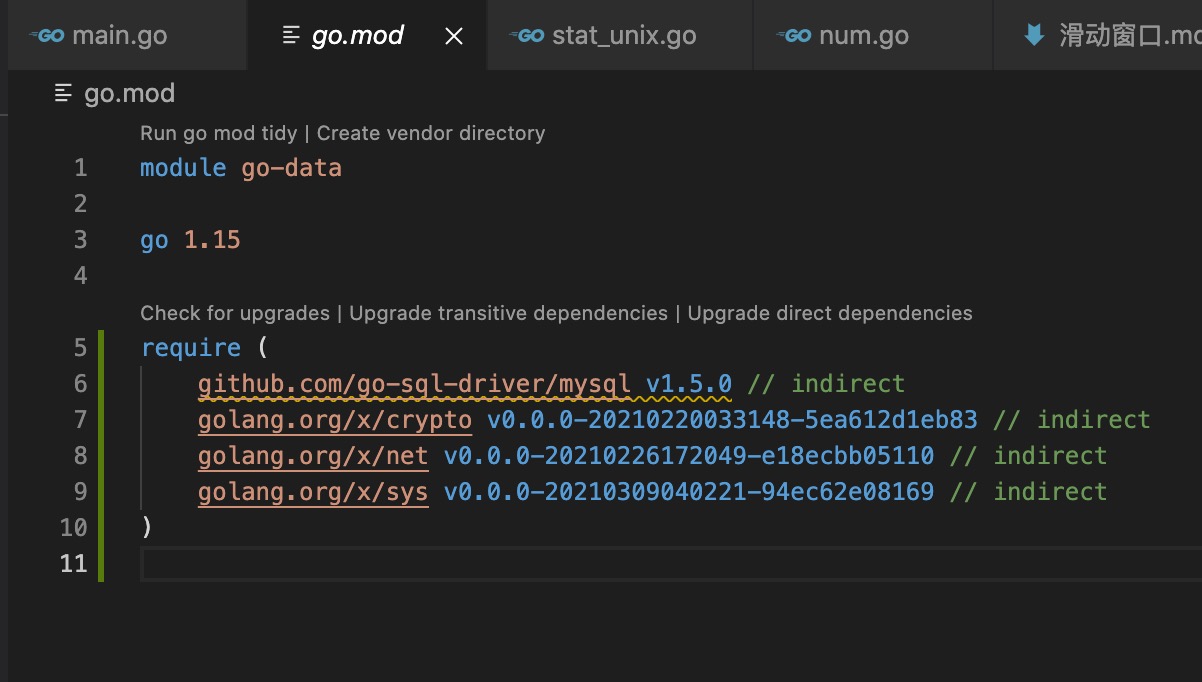 main.go go.mod stat_unix.go num.go 滑动窗口.mo
go.mod
Run go mod tidy | Create vendor directory
1 module go-data
2
3 go 1.15
4
Check for upgrades | Upgrade transitive dependencies | Upgrade direct dependencies
5 require (
6 github.com/go-sql-driver/mysql v1.5.0 // indirect
7 golang.org/x/crypto v0.0.0-20210220033148-5ea612d1eb83 // indirect
8 golang.org/x/net v0.0.0-20210226172049-e18ecbb05110 // indirect
9 golang.org/x/sys v0.0.0-20210309040221-94ec62e08169 // indirect
10 )
11